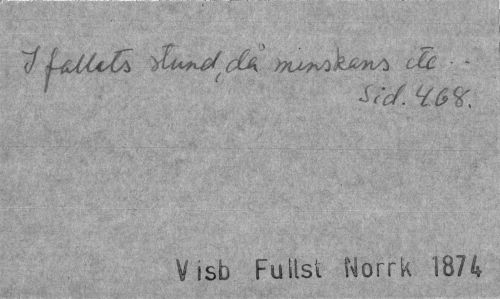 I fallets stund, då minskans etc..
Sid. 468.
Visb Fullst Norrk 1874